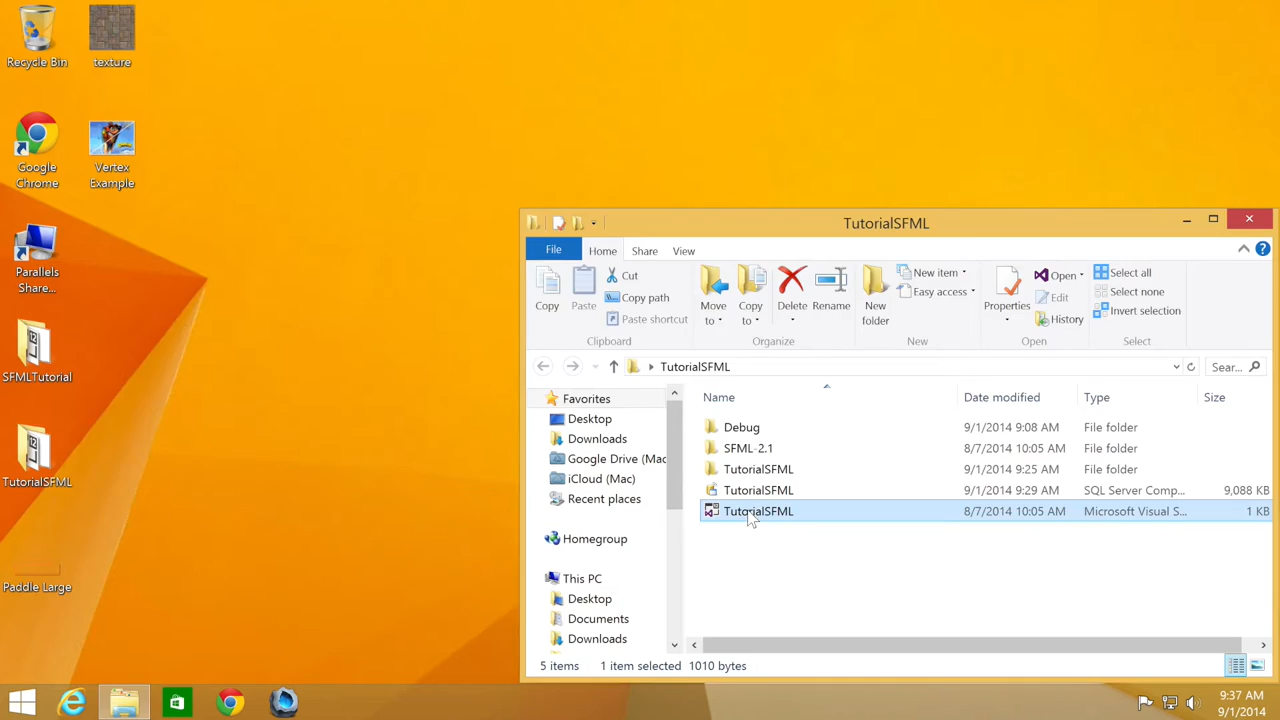 Recycle Bin
texture
Google
Chrome
Vertex
Example
Parallels
Share...
SFMLTutorial
TutorialSFML
Paddle Large
TutorialSFML
File
Home
Share
View
Copy
Paste
Cut
Copy path
Paste shortcut
Clipboard
Move
to
Copy
to
Delete
Rename
Organize
New
folder
New item
Easy access
New
Properties
Open
Edit
History
Open
Select all
Select none
Invert selection
Select
TutorialSFML
Sear...
Favorites
Desktop
Downloads
Google Drive (Mac
iCloud (Mac)
Recent places
Homegroup
This PC
Desktop
Documents
Downloads
Name Date modified Type Size
Debug 9/1/2014 9:08 AM File folder
SFML-2.1 8/7/2014 10:05 AM File folder
TutorialSFML 9/1/2014 9:25 AM File folder
TutorialSFML 9/1/2014 9:29 AM SQL Server Comp... 9,088 KB
TutorialSFML 8/7/2014 10:05 AM Microsoft Visual S... 1 KB
5 items 1 item selected 1010 bytes
9:37 AM
9/1/2014